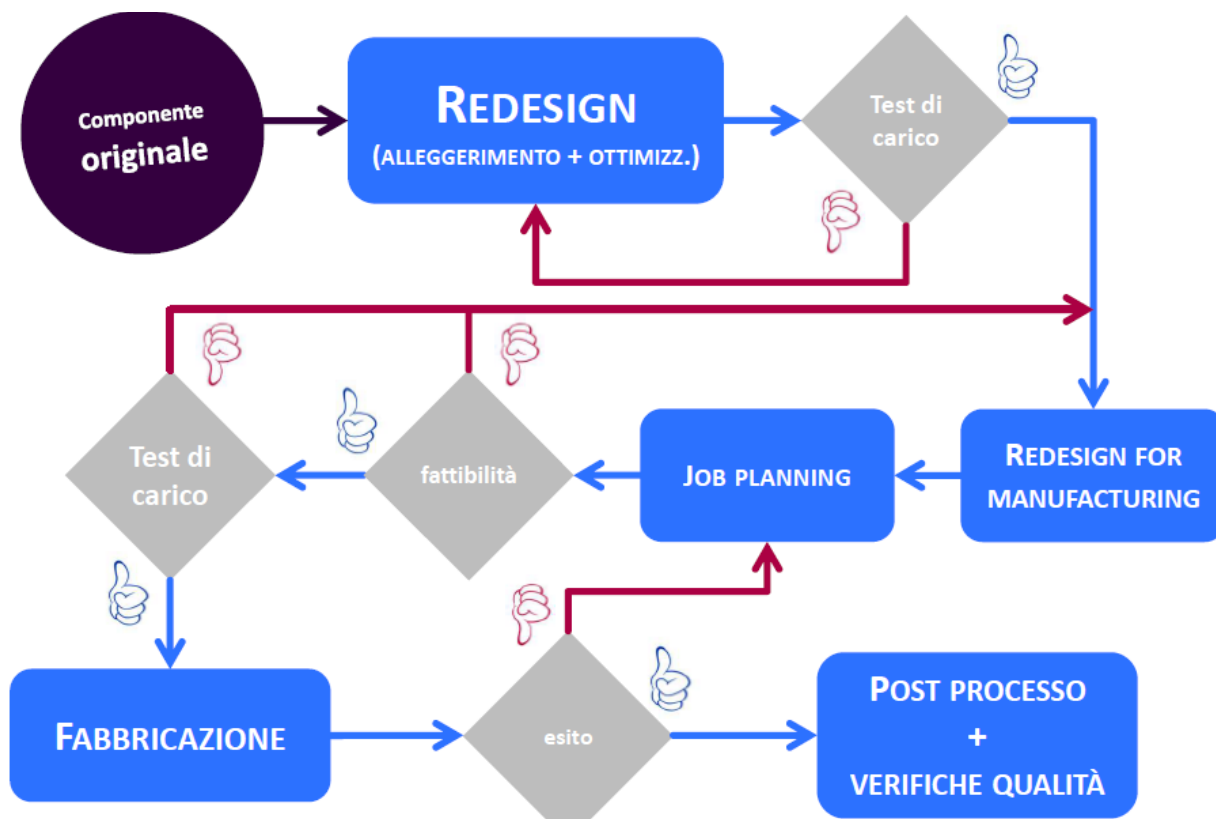 Componente
originale
REDESIGN
(ALLEGGERIMENTO + OTTIMIZZ.)
Test di
carico
Test di
carico
fattibilità
JOB PLANNING
REDESIGN FOR
MANUFACTURING
FABBRICAZIONE
esito
POST PROCESSO
+
VERIFICHE QUALITÀ